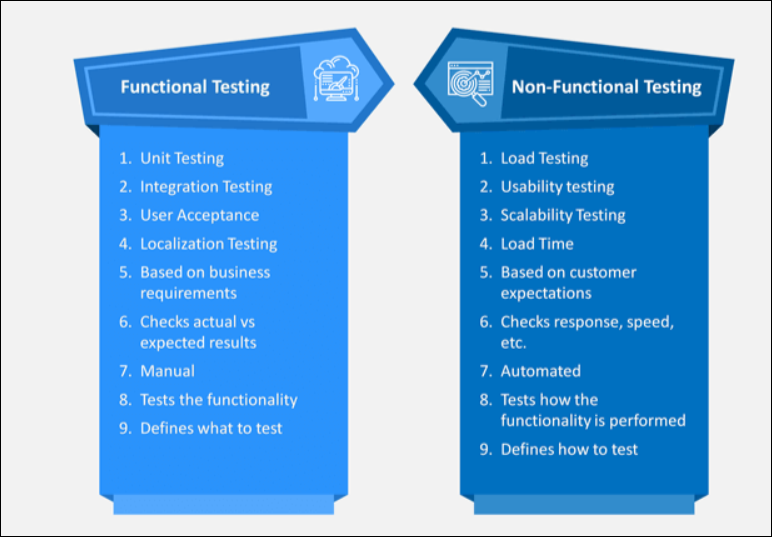 Functional Testing
1. Unit Testing
2. Integration Testing
3. User Acceptance
4. Localization Testing
5. Based on business
requirements
6. Checks actual vs
expected results
7. Manual
8. Tests the functionality
9. Defines what to test
Non-Functional Testing
1. Load Testing
2. Usability testing
3. Scalability Testing
4. Load Time
5. Based on customer
expectations
6. Checks response, speed,
etc.
7. Automated
8. Tests how the
functionality is performed
9. Defines how to test